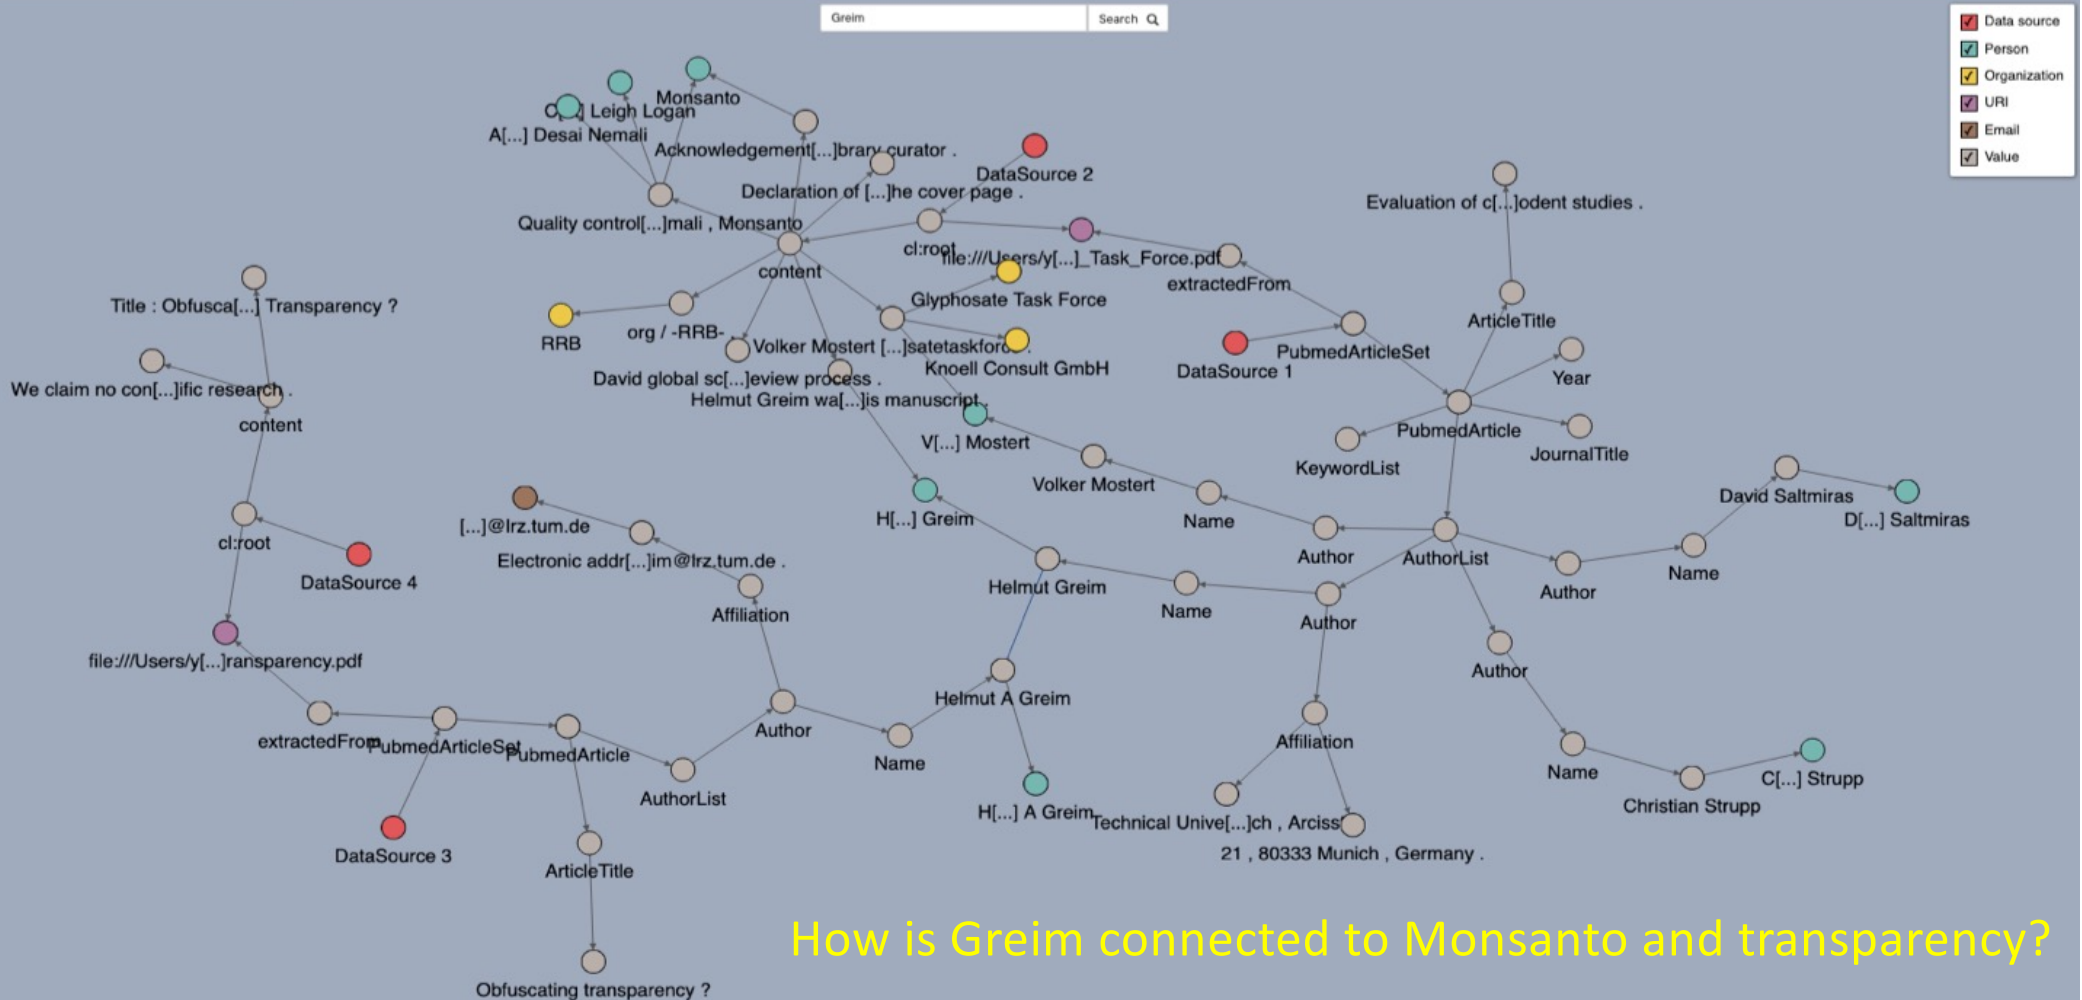 Greim
Search
Data source
Person
Organization
URI
Email
Value
Monsanto
Leigh Logan
A[...] Desai Nemali
Acknowledgement[...]brary curator .
DataSource 2
Declaration of [...]he cover page .
Evaluation of c[...]odent studies .
Quality control[...]mali , Monsanto
cl:root
file:///Users/y[...]_Task_Force.pdf
content
extractedFrom
Glyphosate Task Force
Title : Obfusca[...] Transparency ?
ArticleTitle
org / -RRB-
RRB
Volker Mostert [...]satetaskforc
PubmedArticleSet
Knoell Consult GmbH
DataSource 1
Year
David global sc[...]eview process .
We claim no con[...]ific research .
Helmut Greim wa[...]is manuscript .
content
PubmedArticle
V[...] Mostert
JournalTitle
KeywordList
Volker Mostert
David Saltmiras
H[...] Greim
Name
D[...] Saltmiras
[...]@lrz.tum.de
cl:root
Author
AuthorList
Electronic addr[...]im@lrz.tum.de .
Name
DataSource 4
Helmut Greim
Author
Name
Affiliation
Author
file:///Users/y[...]ransparency.pdf
Author
Helmut A Greim
Author
extractedFrom
PubmedArticleSet
PubmedArticle
Affiliation
Name
Name
C[...] Strupp
AuthorList
Christian Strupp
H[...] A Greim
Technical Unive[...]ch , Arciss
DataSource 3
21 , 80333 Munich , Germany .
ArticleTitle
How is Greim connected to Monsanto and transparency?
Obfuscating transparency ?